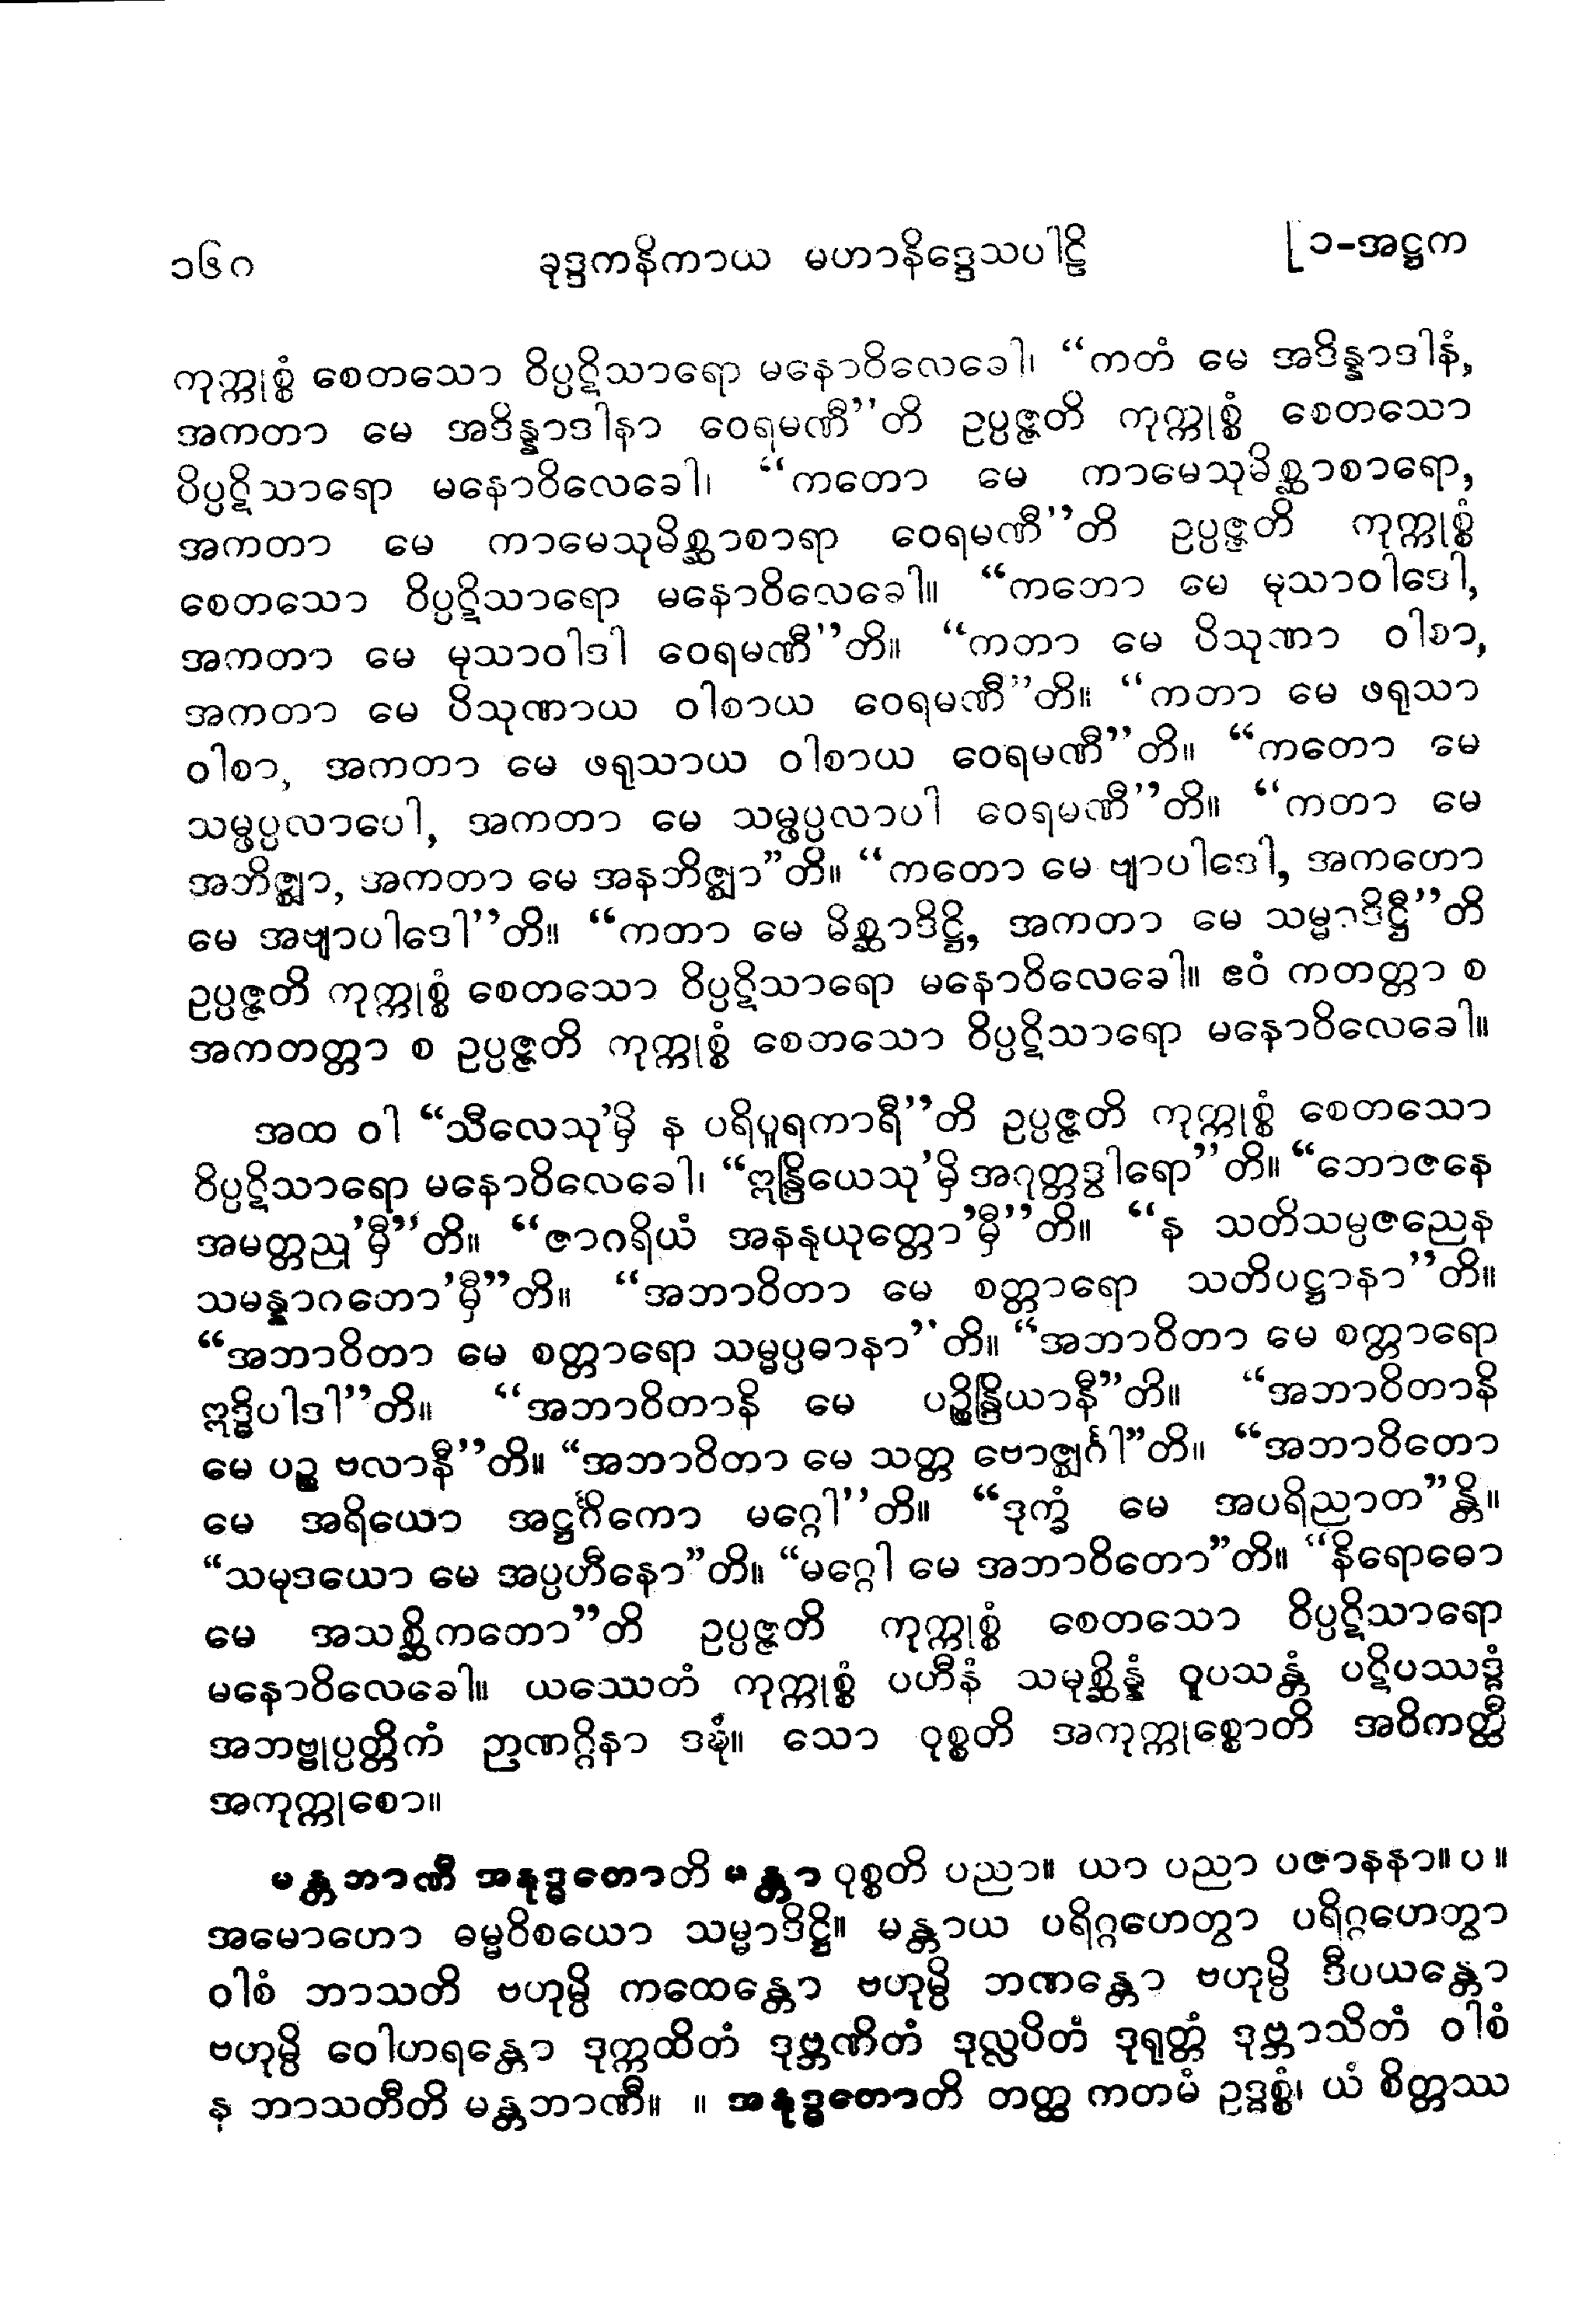 ၁၆၀ ခုဒ္ဒကနိကာယ မဟာနိဒ္ဒေသပါဠိ [၁-အဋ္ဌက
ကုက္ကုစ္စံ စေတသော ဝိပ္ပဋိသာရော မနောဝိလေခေါ၊ “ကတံ မေ အဒိန္နာဒါနံ,
အကတာ မေ အဒိန္နာဒါနာ ဝေရမဏီ”တိ ဥပ္ပဇ္ဇတိ ကုက္ကုစ္စံ စေတသော
ဝိပ္ပဋိသာရော မနောဝိလေခေါ၊ “ကတော မေ ကာမေသုမိစ္ဆာစာရော,
အကတာ မေ ကာမေသုမိစ္ဆာစာရာ ဝေရမဏီ”တိ ဥပ္ပဇ္ဇတိ ကုက္ကုစ္စံ
စေတသော ဝိပ္ပဋိသာရော မနောဝိလေခေါ။ “ကတော မေ မုသာဝါဒေါ,
အကတာ မေ မုသာဝါဒါ ဝေရမဏီ”တိ။ “ကတာ မေ ပိသုဏာ ဝါစာ,
အကတာ မေ ပိသုဏာယ ဝါစာယ ဝေရမဏီ”တိ။ “ကတာ မေ ဖရုသာ
ဝါစာ, အကတာ မေ ဖရုသာယ ဝါစာယ ဝေရမဏီ”တိ။ “ကတော မေ
သမ္ဖပ္ပလာပေါ, အကတာ မေ သမ္ဖပ္ပလာပါ ဝေရမဏီ”တိ။ “ကတာ မေ
အဘိဇ္ဈာ, အကတာ မေ အနဘိဇ္ဈာ”တိ။ “ကတော မေ ဗျာပါဒေါ, အကတော
မေ အဗျာပါဒေါ”တိ။ “ကတာ မေ မိစ္ဆာဒိဋ္ဌိ, အကတာ မေ သမ္မာဒိဋ္ဌီ”တိ
ဥပ္ပဇ္ဇတိ ကုက္ကုစ္စံ စေတသော ဝိပ္ပဋိသာရော မနောဝိလေခေါ။ ဧဝံ ကတတ္တာ စ
အကတတ္တာ စ ဥပ္ပဇ္ဇတိ ကုက္ကုစ္စံ စေတသော ဝိပ္ပဋိသာရော မနောဝိလေခေါ။
အထ ဝါ “သီလေသု’မှိ န ပရိပူရကာရီ”တိ ဥပ္ပဇ္ဇတိ ကုက္ကုစ္စံ စေတသော
ဝိပ္ပဋိသာရော မနောဝိလေခေါ၊ “ဣန္ဒြိယေသု’မှိ အဂုတ္တဒွါရော”တိ။ “ဘောဇနေ
အမတ္တညု’မှီ”တိ။ “ဇာဂရိယံ အနနုယုတ္တော’မှီ”တိ။ “န သတိသမ္ပဇညေန
သမန္နာဂတော’မှီ”တိ။ “အဘာဝိတာ မေ စတ္တာရော သတိပဋ္ဌာနာ”တိ။
“အဘာဝိတာ မေ စတ္တာရော သမ္မပ္ပဓာနာ”တိ။ “အဘာဝိတာ မေ စတ္တာရော
ဣဒ္ဓိပါဒါ”တိ။ “အဘာဝိတာနိ မေ ပဉ္စိန္ဒြိယာနီ”တိ။ “အဘာဝိတာနိ
မေ ပဉ္စ ဗလာနီ”တိ။ “အဘာဝိတာ မေ သတ္တ ဗောဇ္ဈင်္ဂါ”တိ။ “အဘာဝိတော
မေ အရိယော အဋ္ဌင်္ဂိကော မဂ္ဂေါ”တိ။ “ဒုက္ခံ မေ အပရိညာတ”န္တိ။
“သမုဒယော မေ အပ္ပဟီနော”တိ။ “မဂ္ဂေါ မေ အဘာဝိတော”တိ။ “နိရောဓော
မေ အသစ္ဆိကတော”တိ ဥပ္ပဇ္ဇတိ ကုက္ကုစ္စံ စေတသော ဝိပ္ပဋိသာရော
မနောဝိလေခေါ။ ယဿေတံ ကုက္ကုစ္စံ ပဟီနံ သမုစ္ဆိန္နံ ဝူပသန္တံ ပဋိပဿဒ္ဓံ
အဘဗ္ဗုပ္ပတ္တိကံ ဉာဏဂ္ဂိနာ ဒဍ္ဎံ။ သော ဝုစ္စတိ အကုက္ကုစ္စောတိ အဝိကတ္ထီ
အကုက္ကုစော။
မန္တဘာဏီ အနုဒ္ဓတောတိ မန္တာ ဝုစ္စတိ ပညာ။ ယာ ပညာ ပဇာနနာ။ ပ ။
အမောဟော ဓမ္မဝိစယော သမ္မာဒိဋ္ဌိ။ မန္တာယ ပရိဂ္ဂဟေတွာ ပရိဂ္ဂဟေတွာ
ဝါစံ ဘာသတိ ဗဟုမ္ပိ ကထေန္တော ဗဟုမ္ပိ ဘဏန္တော ဗဟုမ္ပိ ဒီပယန္တော
ဗဟုမ္ပိ ဝေါဟရန္တော ဒုက္ကထိတံ ဒုဗ္ဘဏိတံ ဒုလ္လပိတံ ဒုရုတ္တံ ဒုဗ္ဘာသိတံ ဝါစံ
န ဘာသတီတိ မန္တဘာဏီ။ ။ အနုဒ္ဓတောတိ တတ္ထ ကတမံ ဥဒ္ဓစ္စံ၊ ယံ စိတ္တဿ